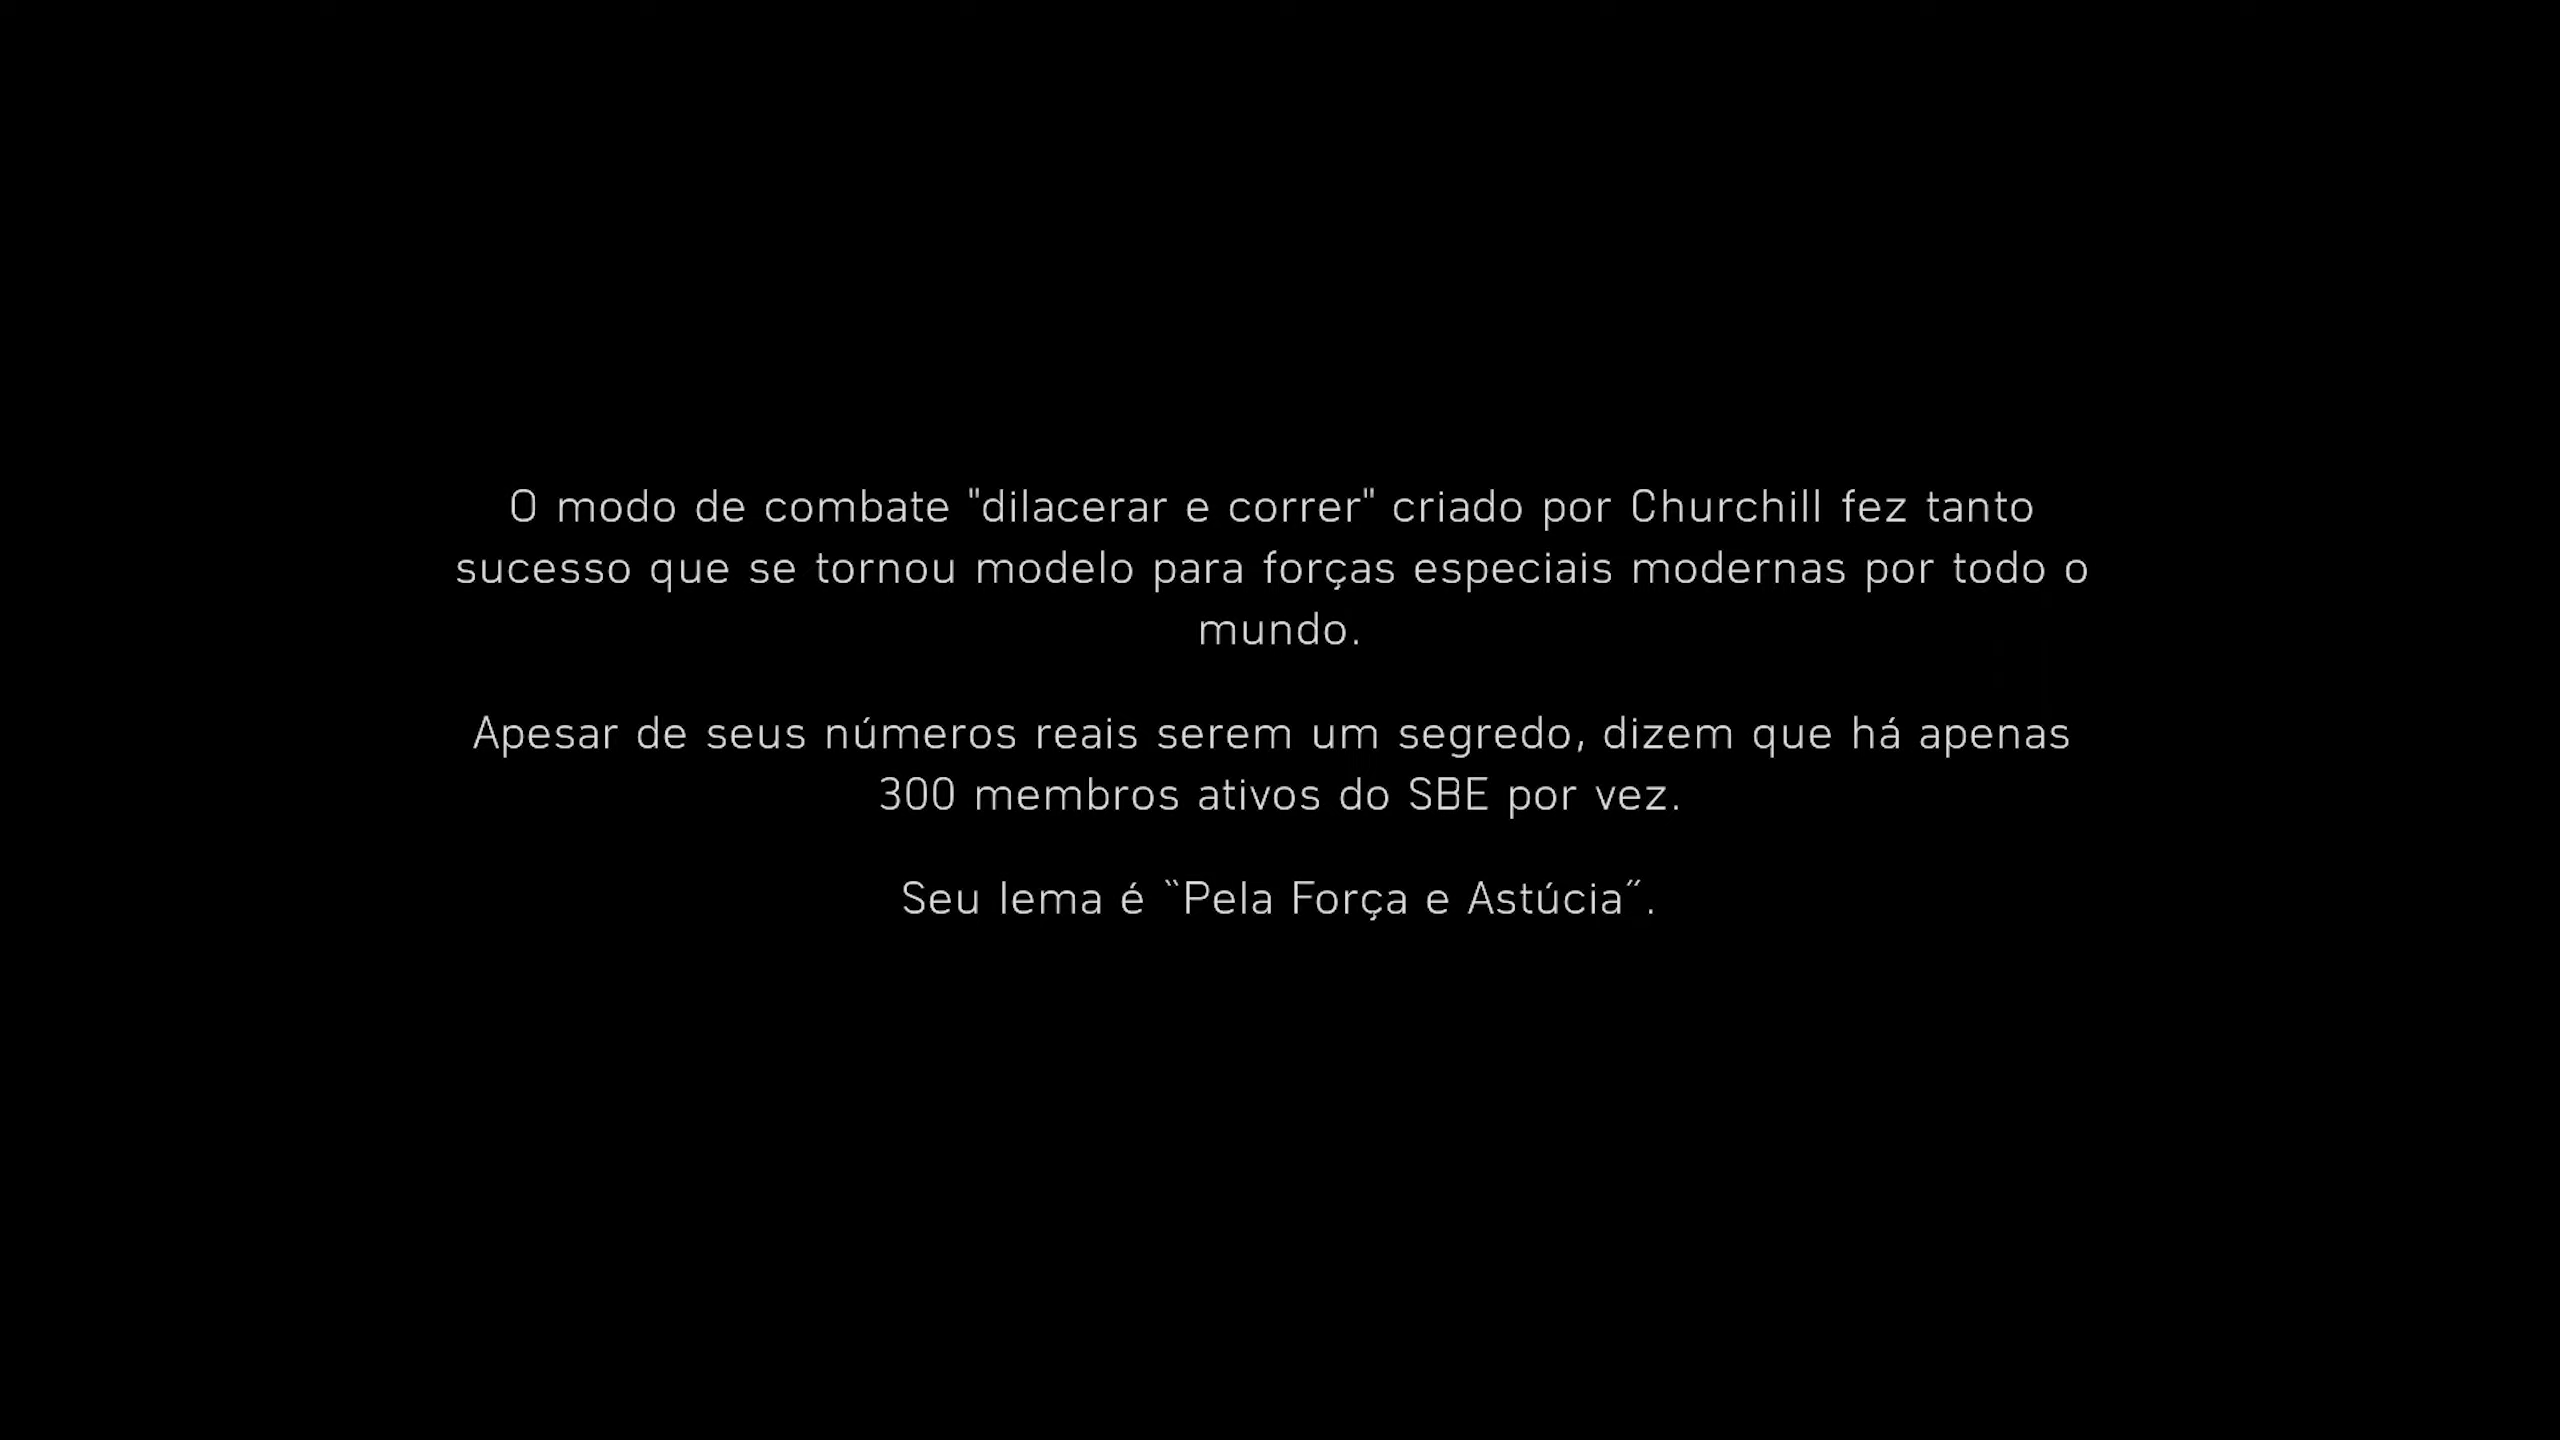 O modo de combate "dilacerar e correr" criado por Churchill fez tanto
sucesso que se tornou modelo para forças especiais modernas por todo o
mundo.
Apesar de seus números reais serem um segredo, dizem que há apenas
300 membros ativos do SBE por vez.
Seu lema é “Pela Força e Astúcia”.